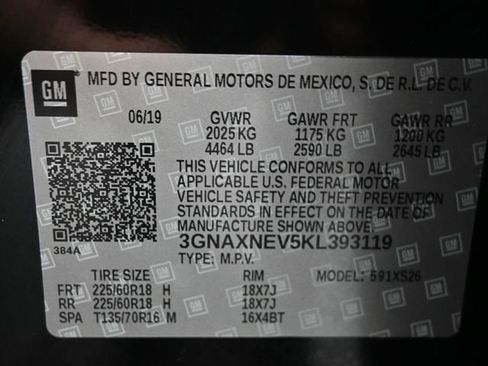 GM MFD BY GENERAL MOTORS DE MEXICO, S. DE R.L. DE C.V.
06/19 GVWR GAWR FRT GAWR RR
2025 KG 1175 KG 1200 KG
4464 LB 2590 LB 2645 LB
THIS VEHICLE CONFORMS TO ALL
APPLICABLE U.S. FEDERAL MOTOR
VEHICLE SAFETY AND THEFT PREVENTION
STANDARDS IN EFFECT ON THE DATE OF
MANUFACTURE SHOWN ABOVE.
384A
3GNAXNEV5KL393119
TYPE: M.P.V.
TIRE SIZE RIM MODEL: 591XS26
FRT 225/60R18 H 18X7J
RR 225/60R18 H 18X7J
SPA T135/70R16 M 16X4BT